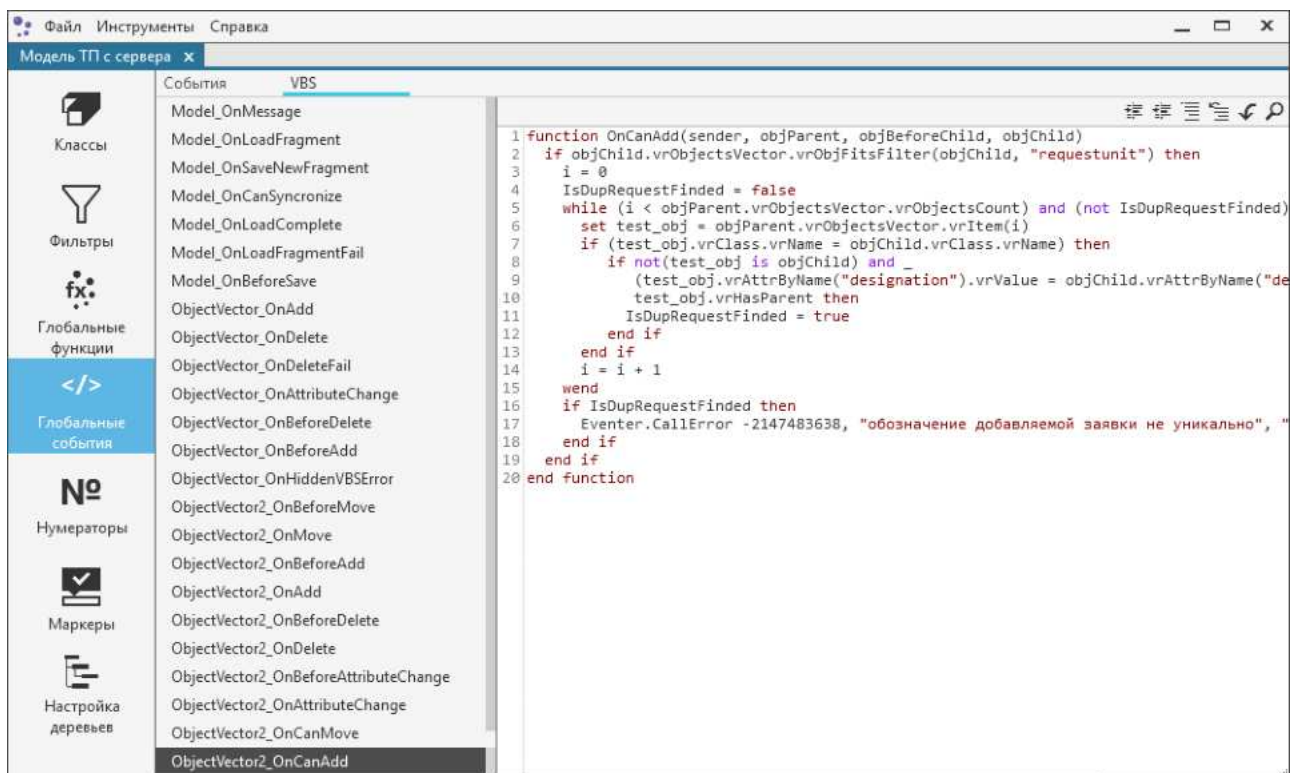 Файл Инструменты Справка
Модель ТП с сервера x
Классы
Фильтры
fx
Глобальные
функции
</>
Глобальные
события
№
Нумераторы
Маркеры
Настройка
деревьев
События VBS
Model_OnMessage
Model_OnLoadFragment
Model_OnSaveNewFragment
Model_OnCanSyncronize
Model_OnLoadComplete
Model_OnLoadFragmentFail
Model_OnBeforeSave
ObjectVector_OnAdd
ObjectVector_OnDelete
ObjectVector_OnDeleteFail
ObjectVector_OnAttributeChange
ObjectVector_OnBeforeDelete
ObjectVector_OnBeforeAdd
ObjectVector_OnHiddenVBSError
ObjectVector2_OnBeforeMove
ObjectVector2_OnMove
ObjectVector2_OnBeforeAdd
ObjectVector2_OnAdd
ObjectVector2_OnBeforeDelete
ObjectVector2_OnDelete
ObjectVector2_OnBeforeAttributeChange
ObjectVector2_OnAttributeChange
ObjectVector2_OnCanMove
ObjectVector2_OnCanAdd
1 function OnCanAdd(sender, objParent, objBeforeChild, objChild)
2 if objChild.vrObjectsVector.vrObjFitsFilter(objChild, "requestunit") then
3 i = 0
4 IsDupRequestFinded = false
5 while (i < objParent.vrObjectsVector.vrObjectsCount) and (not IsDupRequestFinded)
6 set test_obj = objParent.vrObjectsVector.vrItem(i)
7 if (test_obj.vrClass.vrName = objChild.vrClass.vrName) then
8 if not(test_obj is objChild) and _
9 (test_obj.vrAttrByName("designation").vrValue = objChild.vrAttrByName("de
10 test_obj.vrHasParent then
11 IsDupRequestFinded = true
12 end if
13 end if
14 i = i + 1
15 wend
16 if IsDupRequestFinded then
17 Eventer.CallError -2147483638, "обозначение добавляемой заявки не уникально", "
18 end if
19 end if
20 end function